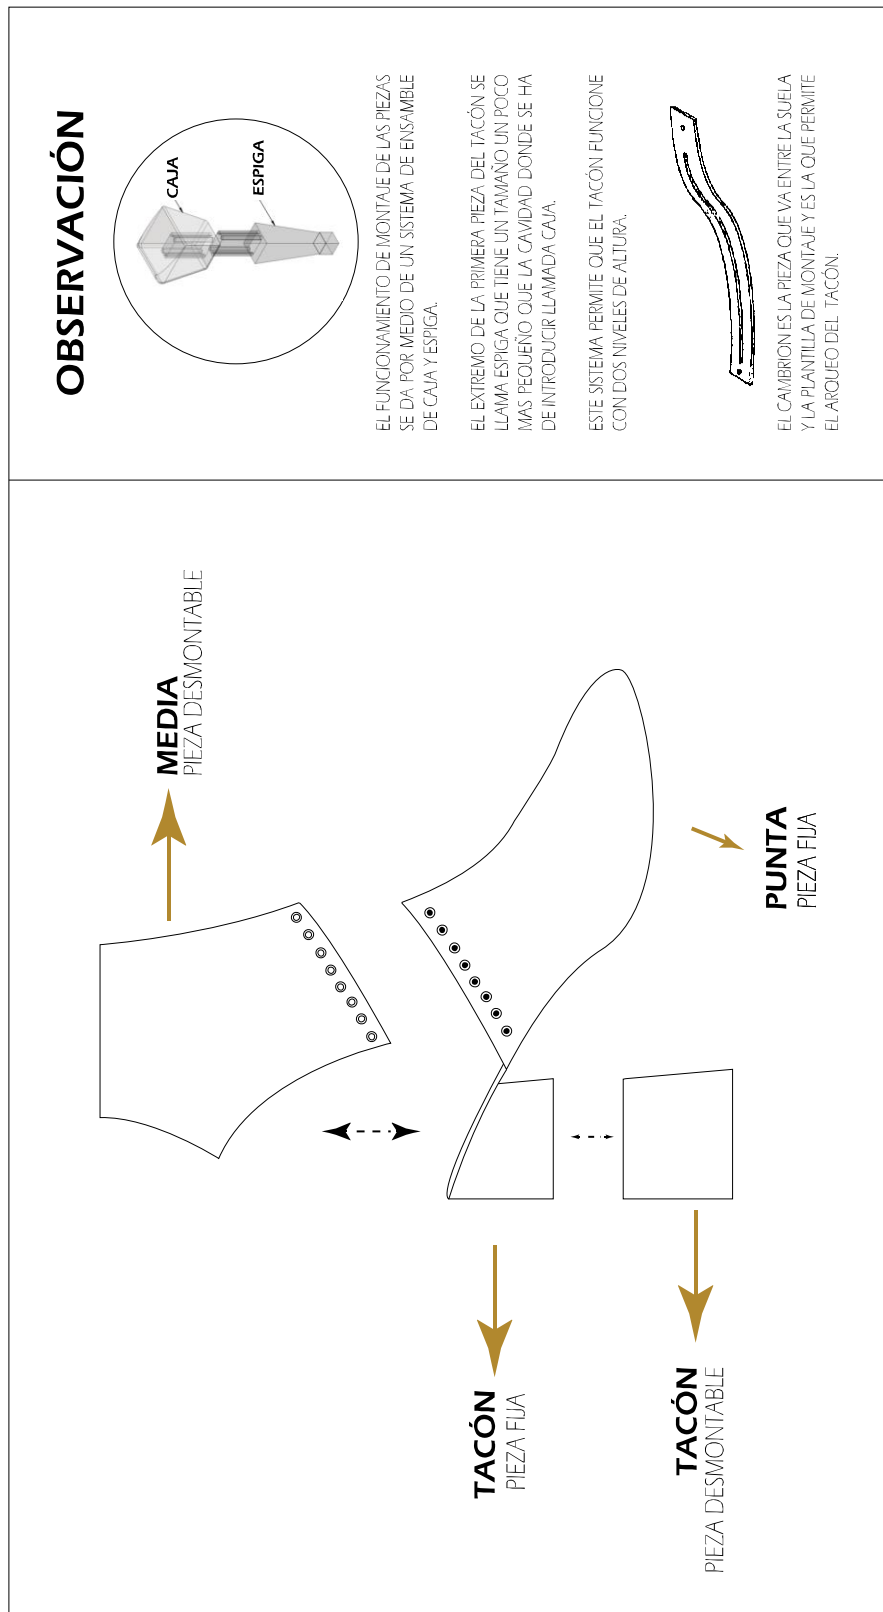 OBSERVACIÓN
CAJA
ESPIGA
EL FUNCIONAMIENTO DE MONTAJE DE LAS PIEZAS
SE DA POR MEDIO DE UN SISTEMA DE ENSAMBLE
DE CAJA Y ESPIGA.
EL EXTREMO DE LA PRIMERA PIEZA DEL TACÓN SE
LLAMA ESPIGA QUE TIENE UN TAMAÑO UN POCO
MAS PEQUEÑO QUE LA CAVIDAD DONDE SE HA
DE INTRODUCIR LLAMADA CAJA.
ESTE SISTEMA PERMITE QUE EL TACÓN FUNCIONE
CON DOS NIVELES DE ALTURA.
EL CAMBRION ES LA PIEZA QUE VA ENTRE LA SUELA
Y LA PLANTILLA DE MONTAJE Y ES LA QUE PERMITE
EL ARQUEO DEL TACÓN.
MEDIA
PIEZA DESMONTABLE
PUNTA
PIEZA FIJA
TACÓN
PIEZA FIJA
TACÓN
PIEZA DESMONTABLE